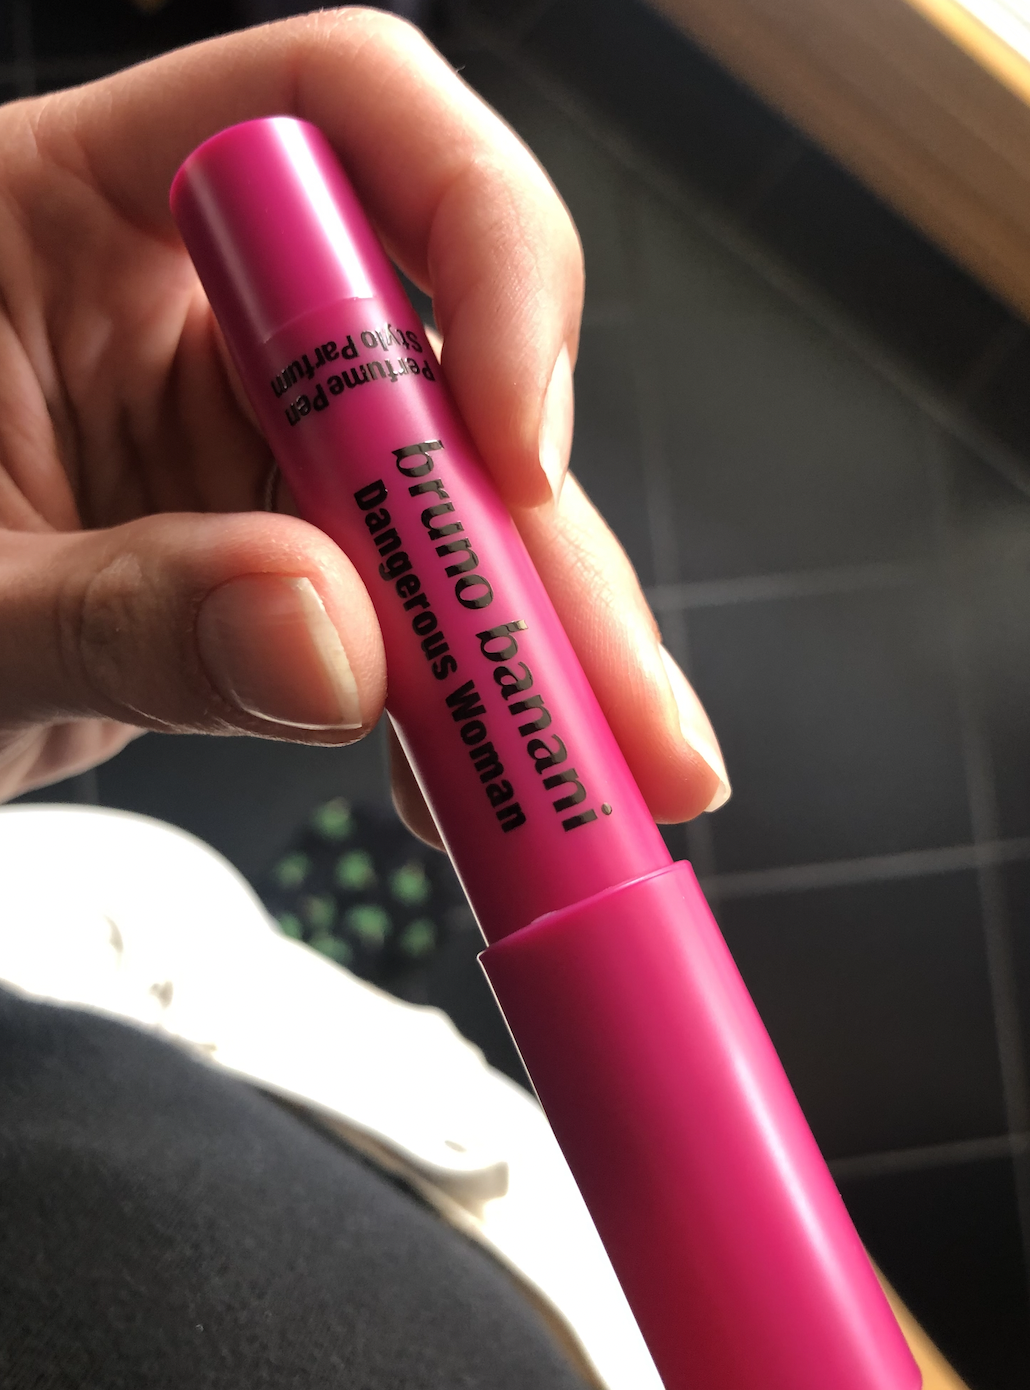 bruno banani
Dangerous Woman
Perfume Pen
Stylo Parfum